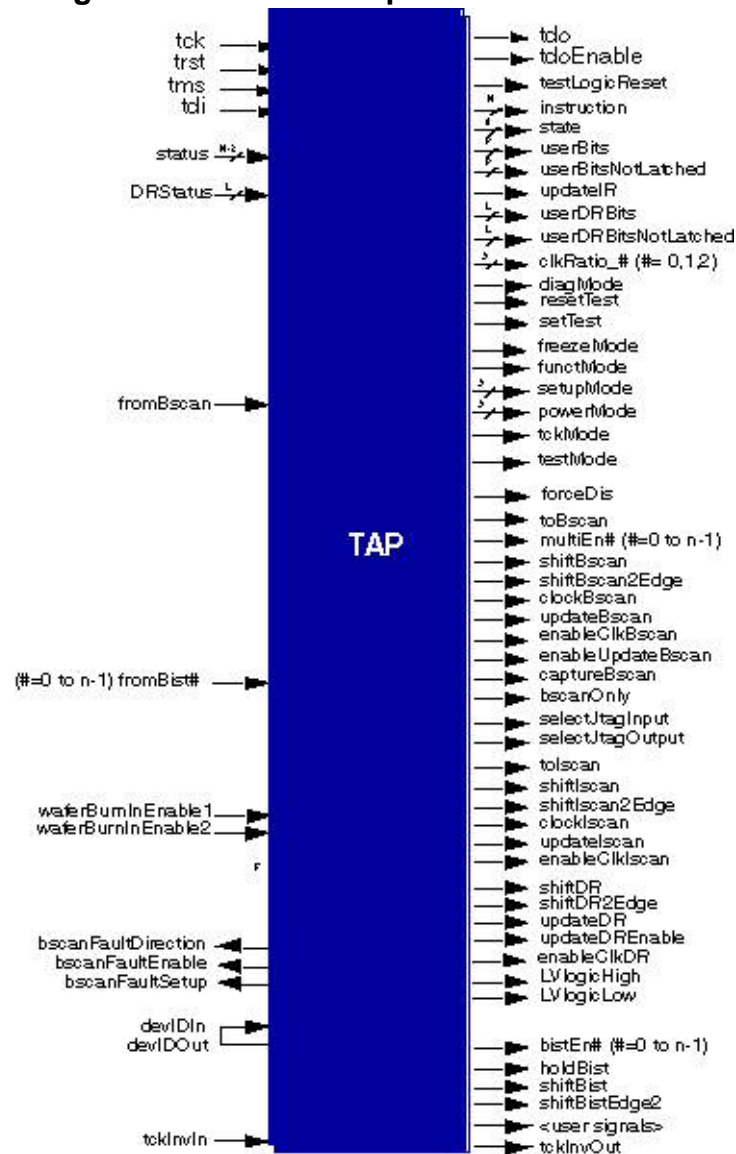 tck
trst
tms
tdi
status
DRStatus
fromBscan
(#=0 to n-1) fromBist#
waferBurnInEnable1
waferBurnInEnable2
bscanFaultDirection
bscanFaultEnable
bscanFaultSetup
devIDIn
devIDOut
tckInvIn
TAP
tdo
tdoEnable
testLogicReset
instruction
state
userBits
userBitsNotLatched
updateIR
userDRBits
userDRBitsNotLatched
clkRatio_# (#= 0,1,2)
diagMode
resetTest
setTest
freezeMode
functMode
setupMode
powerMode
tckMode
testMode
forceDis
toBscan
multiEn# (#=0 to n-1)
shiftBscan
shiftBscan2Edge
clockBscan
updateBscan
enableClkBscan
enableUpdateBscan
captureBscan
bscanOnly
selectJtagInput
selectJtagOutput
toIscan
shiftIscan
shiftIscan2Edge
clockIscan
updateIscan
enableClkIscan
shiftDR
shiftDR2Edge
updateDR
updateDREnable
enableClkDR
LVlogicHigh
LVlogicLow
bistEn# (#=0 to n-1)
holdBist
shiftBist
shiftBistEdge2
<user signals>
tckInvOut